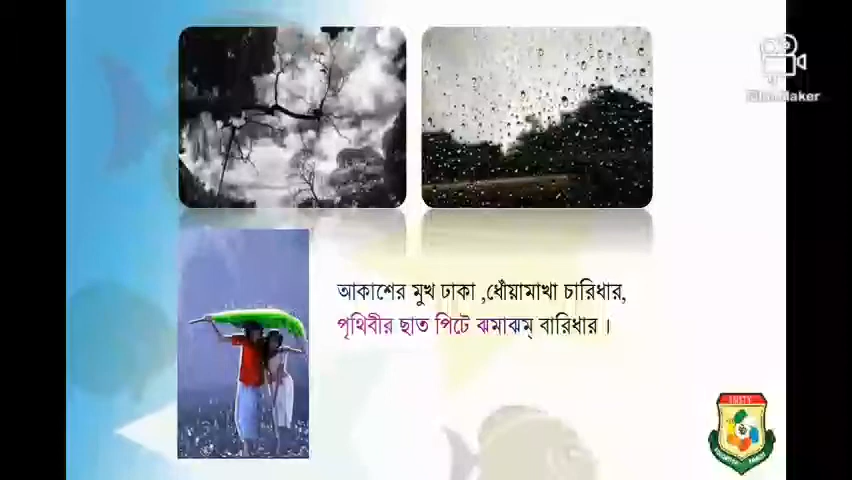 আকাশের মুখ ঢাকা ,ধোঁয়ামাখা চারিধার,
পৃথিবীর ছাত পিটে ঝমাঝম্ বারিধার ।